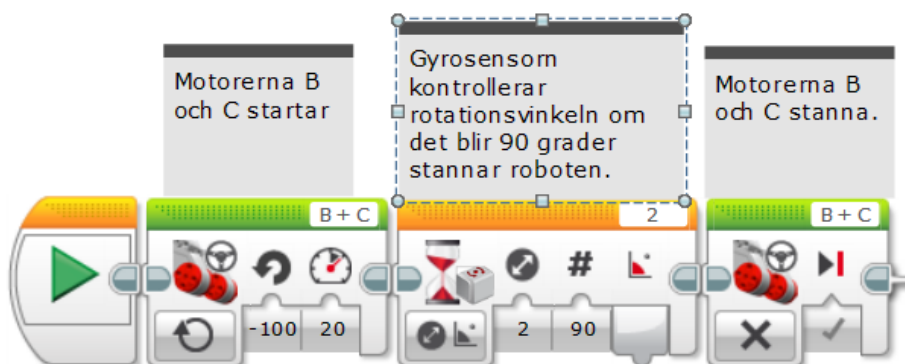 Motorerna B
och C startar
Gyrosensorn
kontrollerar
rotationsvinkeln om
det blir 90 grader
stannar roboten.
Motorerna B
och C stanna.
B + C
2
B + C
#
-100 20
2 90